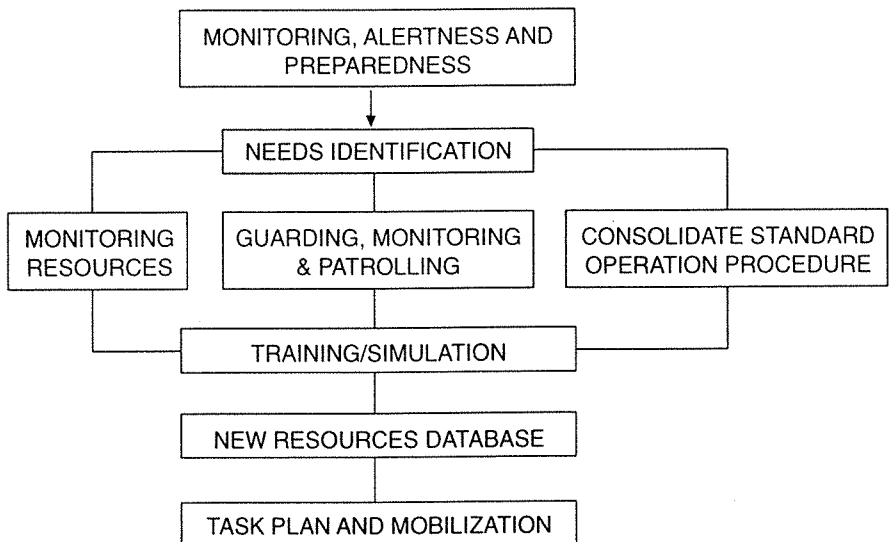 MONITORING, ALERTNESS AND
PREPAREDNESS
NEEDS IDENTIFICATION
MONITORING
RESOURCES
GUARDING, MONITORING
& PATROLLING
CONSOLIDATE STANDARD
OPERATION PROCEDURE
TRAINING/SIMULATION
NEW RESOURCES DATABASE
TASK PLAN AND MOBILIZATION